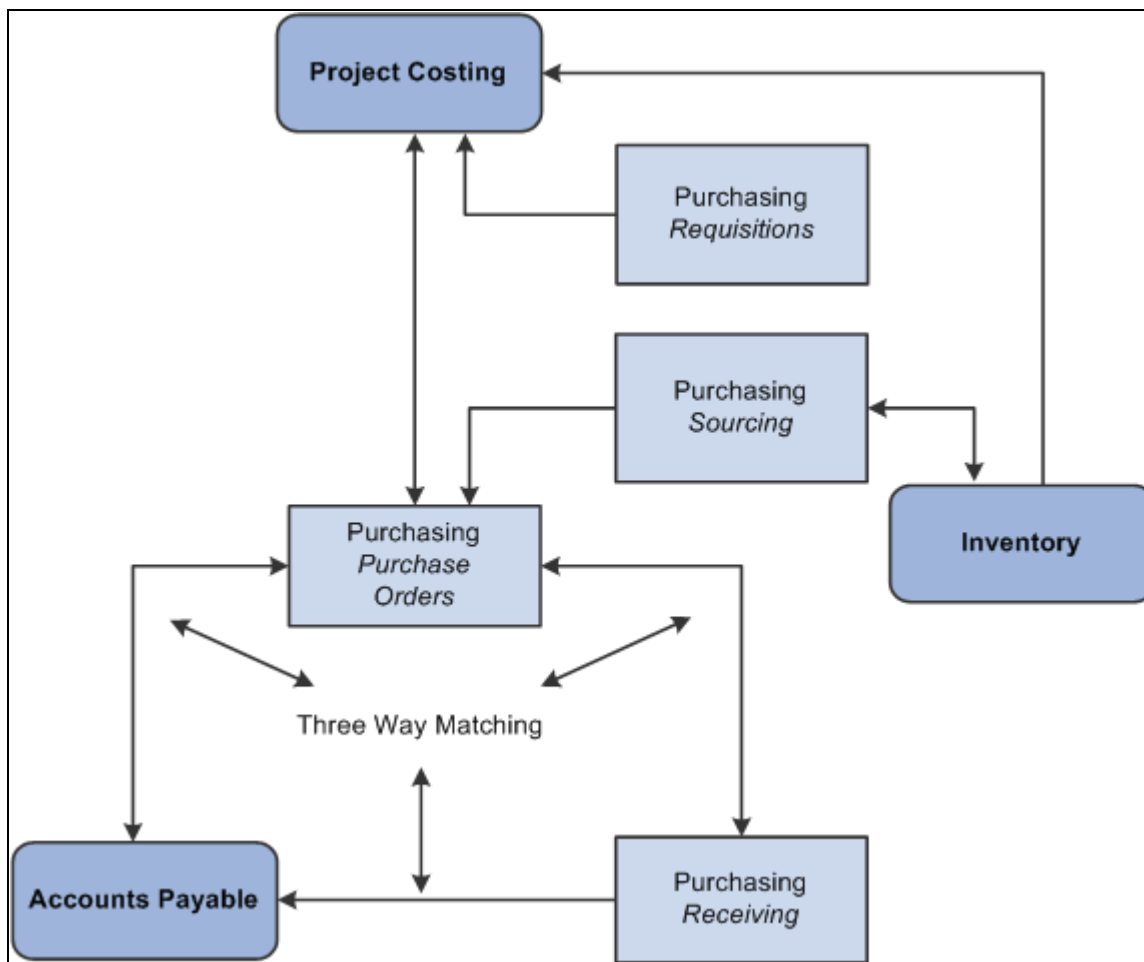 Project Costing
Purchasing
Requisitions
Purchasing
Sourcing
Purchasing
Purchase
Orders
Inventory
Three Way Matching
Accounts Payable
Purchasing
Receiving